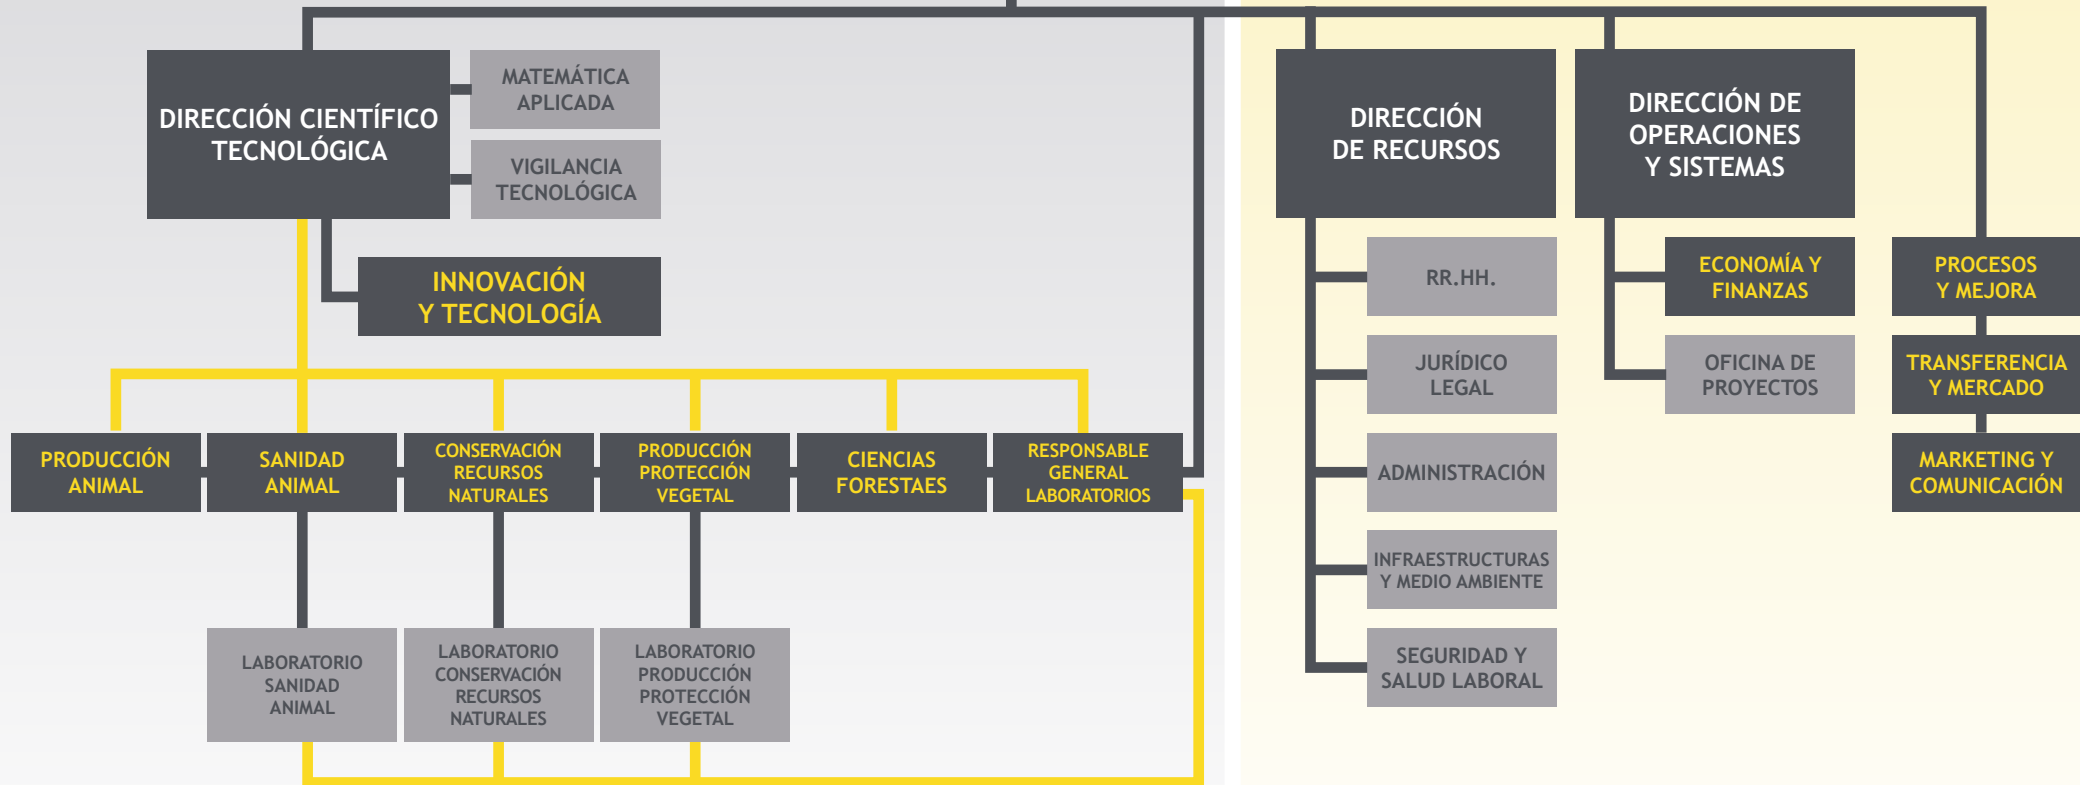 DIRECCIÓN CIENTÍFICO
TECNOLÓGICA
MATEMÁTICA
APLICADA
VIGILANCIA
TECNOLÓGICA
INNOVACIÓN
Y TECNOLOGÍA
PRODUCCIÓN
ANIMAL
SANIDAD
ANIMAL
CONSERVACIÓN
RECURSOS
NATURALES
PRODUCCIÓN
PROTECCIÓN
VEGETAL
CIENCIAS
FORESTAES
RESPONSABLE
GENERAL
LABORATORIOS
LABORATORIO
SANIDAD
ANIMAL
LABORATORIO
CONSERVACIÓN
RECURSOS
NATURALES
LABORATORIO
PRODUCCIÓN
PROTECCIÓN
VEGETAL
DIRECCIÓN
DE RECURSOS
RR.HH.
JURÍDICO
LEGAL
ADMINISTRACIÓN
INFRAESTRUCTURAS
Y MEDIO AMBIENTE
SEGURIDAD Y
SALUD LABORAL
DIRECCIÓN DE
OPERACIONES
Y SISTEMAS
ECONOMÍA Y
FINANZAS
OFICINA DE
PROYECTOS
PROCESOS
Y MEJORA
TRANSFERENCIA
Y MERCADO
MARKETING Y
COMUNICACIÓN